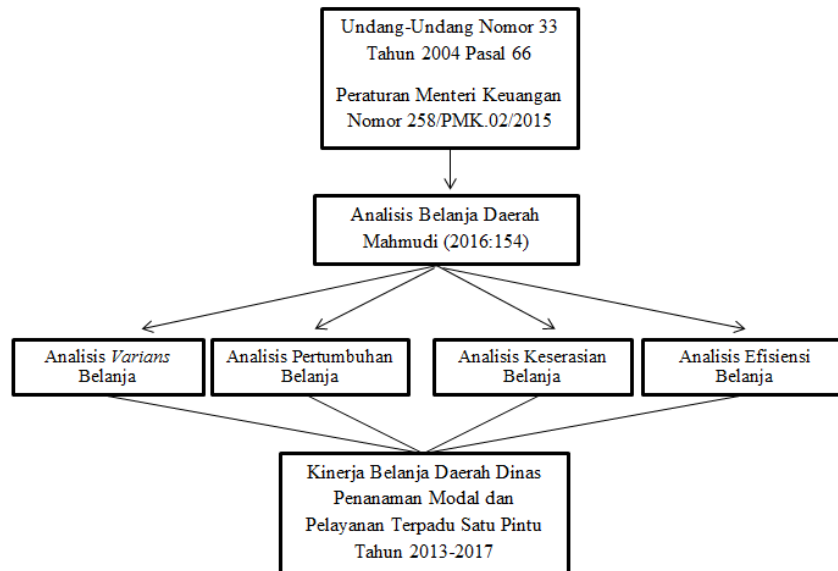 Undang-Undang Nomor 33
Tahun 2004 Pasal 66
Peraturan Menteri Keuangan
Nomor 258/PMK.02/2015
Analisis Belanja Daerah
Mahmudi (2016:154)
Analisis Varians
Belanja
Analisis Pertumbuhan
Belanja
Analisis Keserasian
Belanja
Analisis Efisiensi
Belanja
Kinerja Belanja Daerah Dinas
Penanaman Modal dan
Pelayanan Terpadu Satu Pintu
Tahun 2013-2017